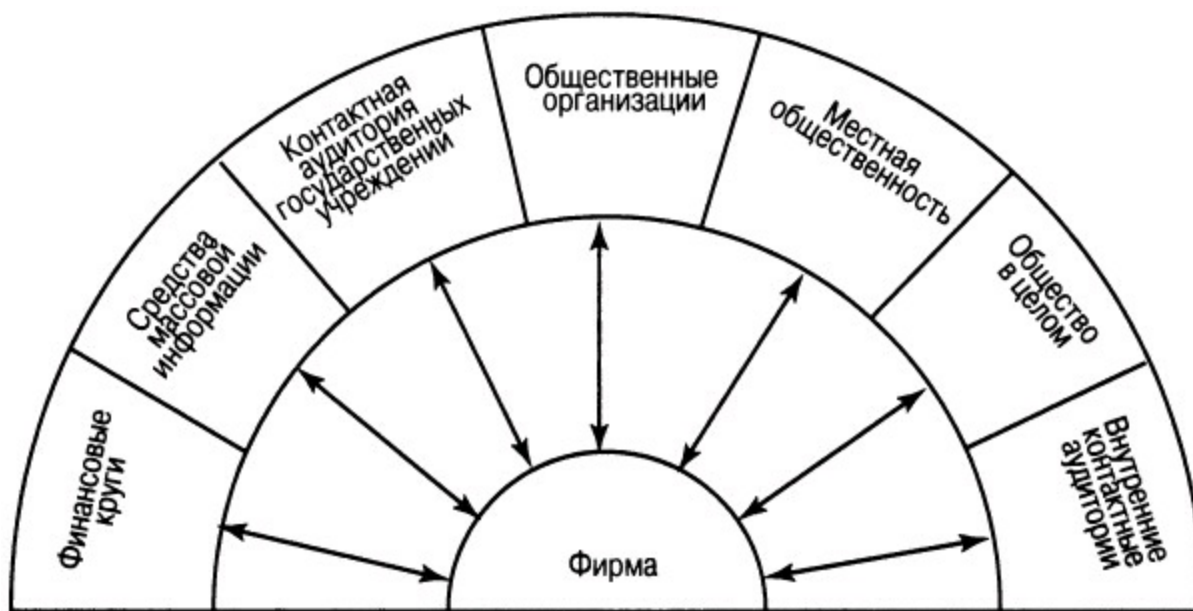 Финансовые
круги
Средства
массовой
информации
Контактная
аудитория
государственных
учреждений
Общественные
организации
Местная
общественность
Общество
в целом
Внутренние
контактные
аудитории
Фирма